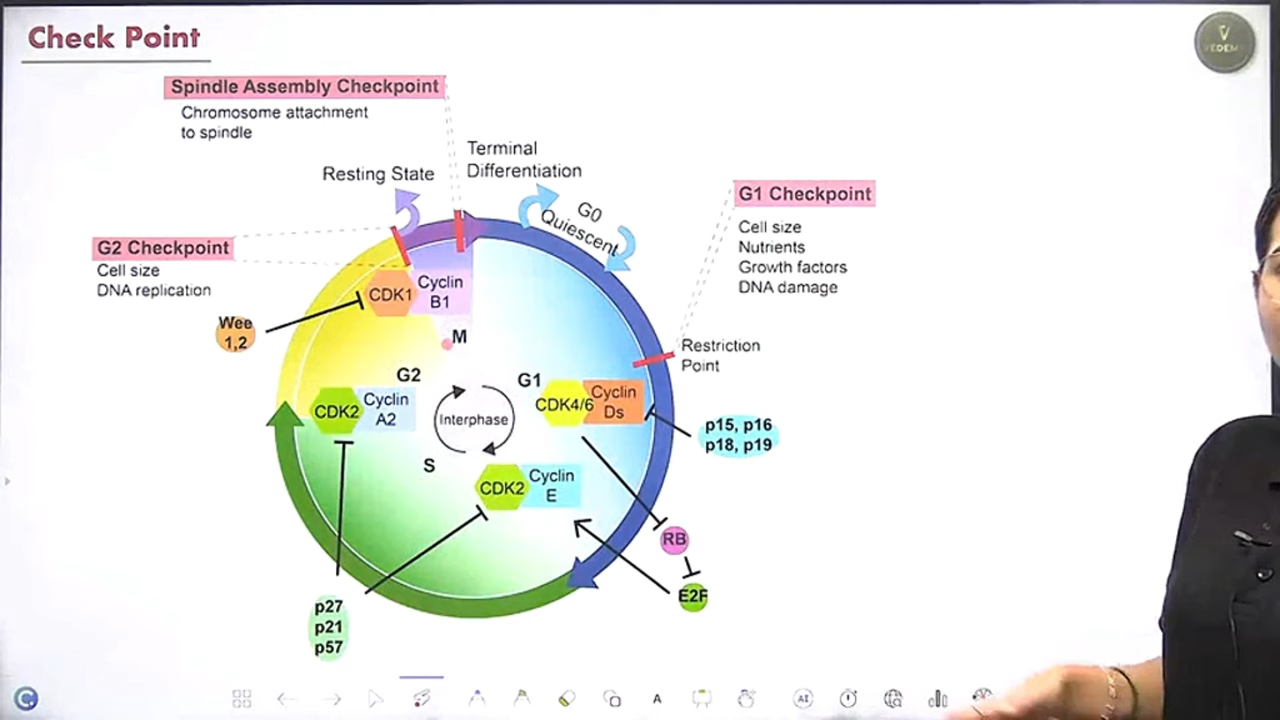 Check Point
VEDEMY
Spindle Assembly Checkpoint
Chromosome attachment
to spindle
Terminal
Differentiation
Resting State
G0
Quiescent
G1 Checkpoint
Cell size
Nutrients
Growth factors
DNA damage
G2 Checkpoint
Cell size
DNA replication
CDK1
Cyclin
B1
Wee
1,2
M
Restriction
Point
G2
G1
CDK2
Cyclin
A2
Interphase
CDK4/6
Cyclin
Ds
p15, p16
p18, p19
S
CDK2
Cyclin
E
RB
E2F
p27
p21
p57
A
AI